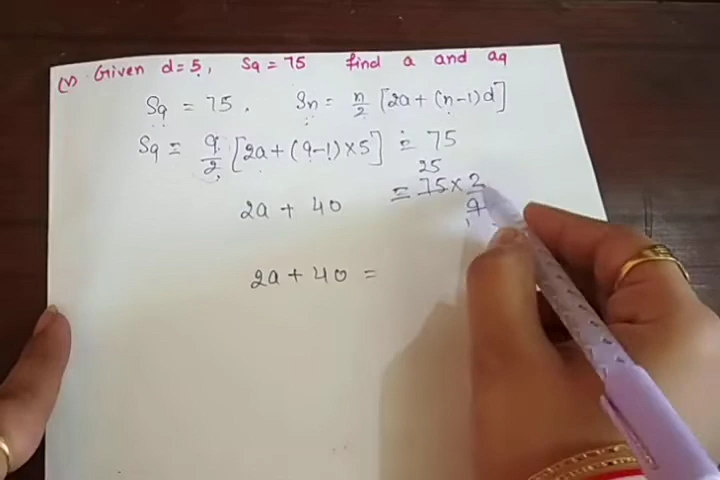 (v) Given d=5, S9 = 75 find a and a9
S9 = 75. Sn = n/2 [2a + (n-1)d]
S9 = 9/2 [2a + (9-1)×5] = 75
25
2a + 40 = 75 × 2/9
2a + 40 =